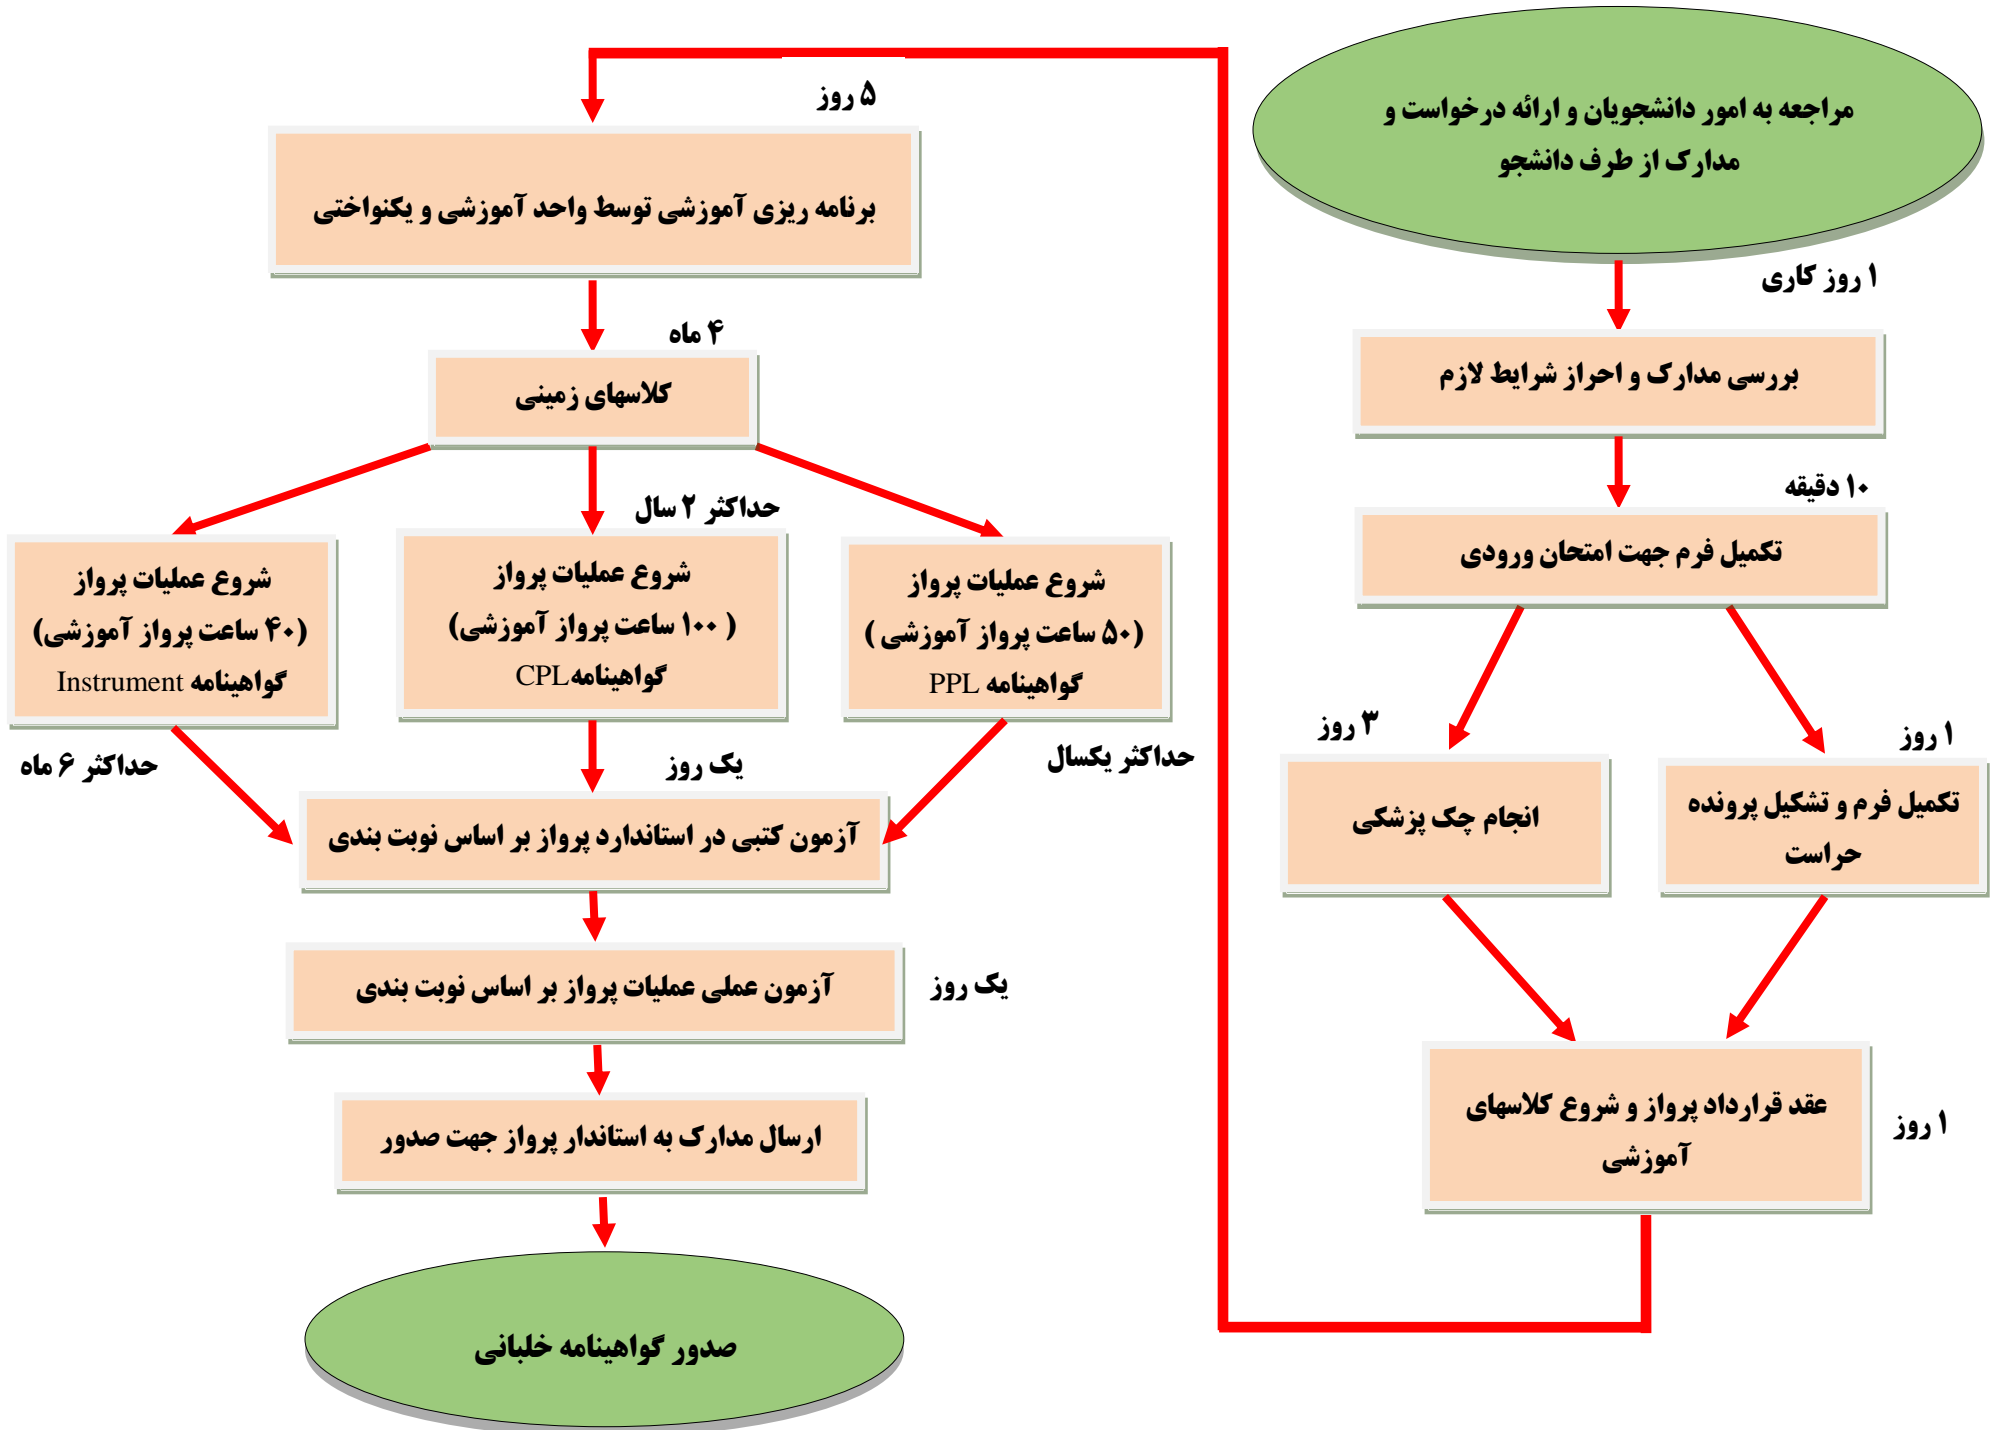 مراجعه به امور دانشجویان و ارائه درخواست و
مدارک از طرف دانشجو
۱ روز کاری
بررسی مدارک و احراز شرایط لازم
۱۰ دقیقه
تکمیل فرم جهت امتحان ورودی
۱ روز
تکمیل فرم و تشکیل پرونده
حراست
۳ روز
انجام چک پزشکی
عقد قرارداد پرواز و شروع کلاسهای
آموزشی
۱ روز
۵ روز
برنامه ریزی آموزشی توسط واحد آموزشی و یکنواختی
۴ ماه
کلاسهای زمینی
شروع عملیات پرواز
(۵۰ ساعت پرواز آموزشی )
گواهینامه PPL
حداکثر یکسال
حداکثر ۲ سال
شروع عملیات پرواز
( ۱۰۰ ساعت پرواز آموزشی)
گواهینامهCPL
یک روز
شروع عملیات پرواز
(۴۰ ساعت پرواز آموزشی)
گواهینامه Instrument
حداکثر ۶ ماه
آزمون کتبی در استاندارد پرواز بر اساس نوبت بندی
آزمون عملی عملیات پرواز بر اساس نوبت بندی
یک روز
ارسال مدارک به استاندار پرواز جهت صدور
صدور گواهینامه خلبانی